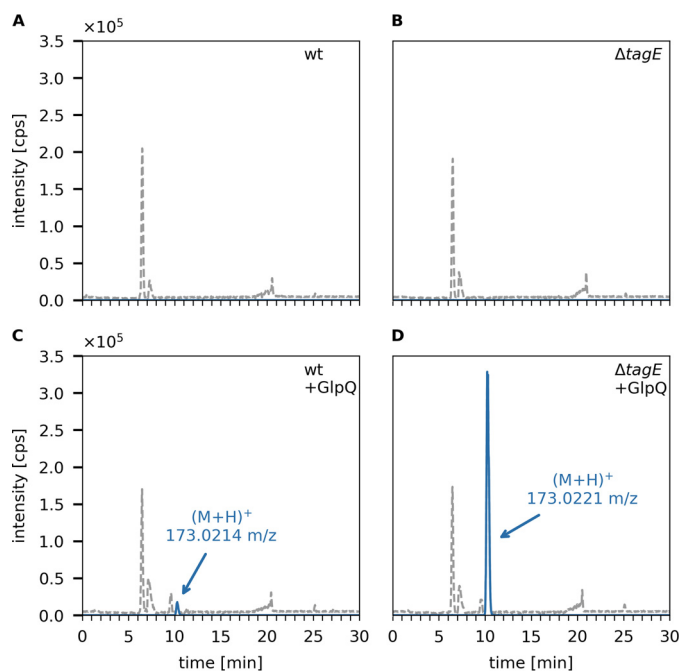 A
×10⁵
wt
3.5
3.0
2.5
2.0
1.5
1.0
0.5
0.0
intensity [cps]
B
ΔtagE
C
×10⁵
wt
+GlpQ
3.5
3.0
2.5
2.0
1.5
1.0
0.5
0.0
intensity [cps]
(M+H)⁺
173.0214 m/z
0 5 10 15 20 25 30
time [min]
D
ΔtagE
+GlpQ
(M+H)⁺
173.0221 m/z
0 5 10 15 20 25 30
time [min]